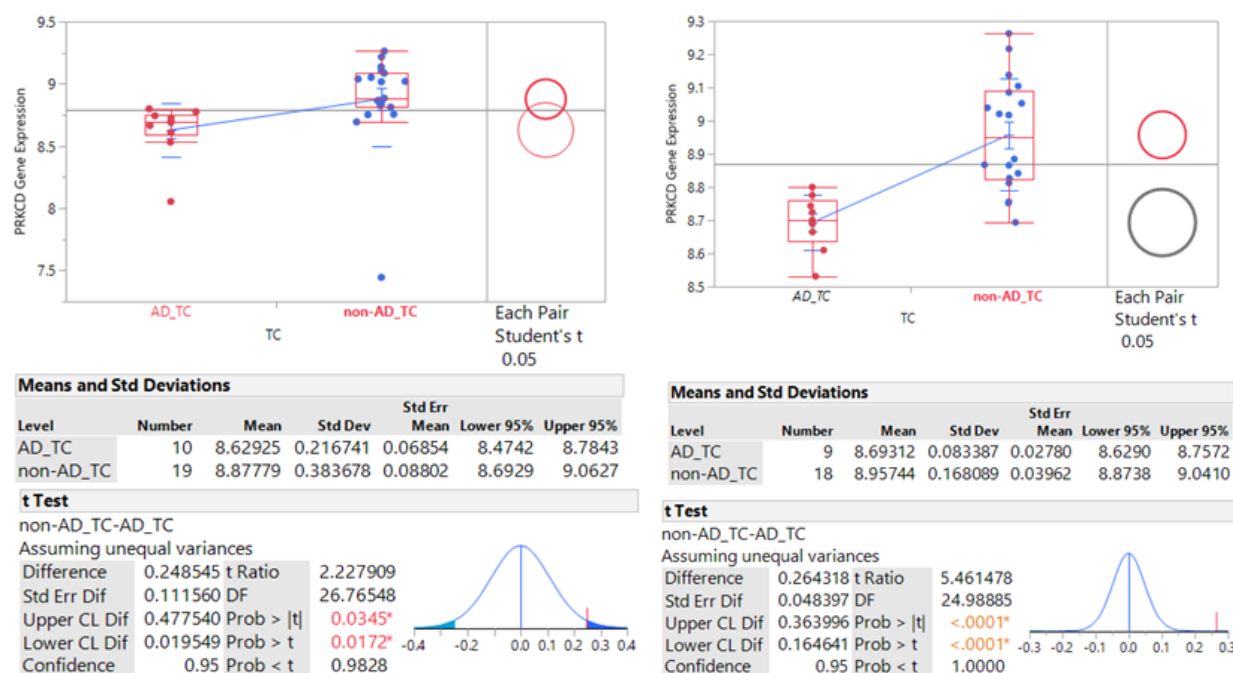 9.5
9
8.5
8
7.5
PRKCD Gene Expression
AD_TC
non-AD_TC
TC
Each Pair
Student's t
0.05
Means and Std Deviations
Level Number Mean Std Dev Std Err Mean Lower 95% Upper 95%
AD_TC 10 8.62925 0.216741 0.06854 8.4742 8.7843
non-AD_TC 19 8.87779 0.383678 0.08802 8.6929 9.0627
t Test
non-AD_TC-AD_TC
Assuming unequal variances
Difference 0.248545 t Ratio 2.227909
Std Err Dif 0.111560 DF 26.76548
Upper CL Dif 0.477540 Prob > |t| 0.0345*
Lower CL Dif 0.019549 Prob > t 0.0172*
Confidence 0.95 Prob < t 0.9828
-0.4 -0.2 0.0 0.1 0.2 0.3 0.4
9.3
9.2
9.1
9
8.9
8.8
8.7
8.6
8.5
PRKCD Gene Expression
AD_TC
non-AD_TC
TC
Each Pair
Student's t
0.05
Means and Std Deviations
Level Number Mean Std Dev Std Err Mean Lower 95% Upper 95%
AD_TC 9 8.69312 0.083387 0.02780 8.6290 8.7572
non-AD_TC 18 8.95744 0.168089 0.03962 8.8738 9.0410
t Test
non-AD_TC-AD_TC
Assuming unequal variances
Difference 0.264318 t Ratio 5.461478
Std Err Dif 0.048397 DF 24.98885
Upper CL Dif 0.363996 Prob > |t| <.0001*
Lower CL Dif 0.164641 Prob > t <.0001*
Confidence 0.95 Prob < t 1.0000
-0.3 -0.2 -0.1 0.0 0.1 0.2 0.3